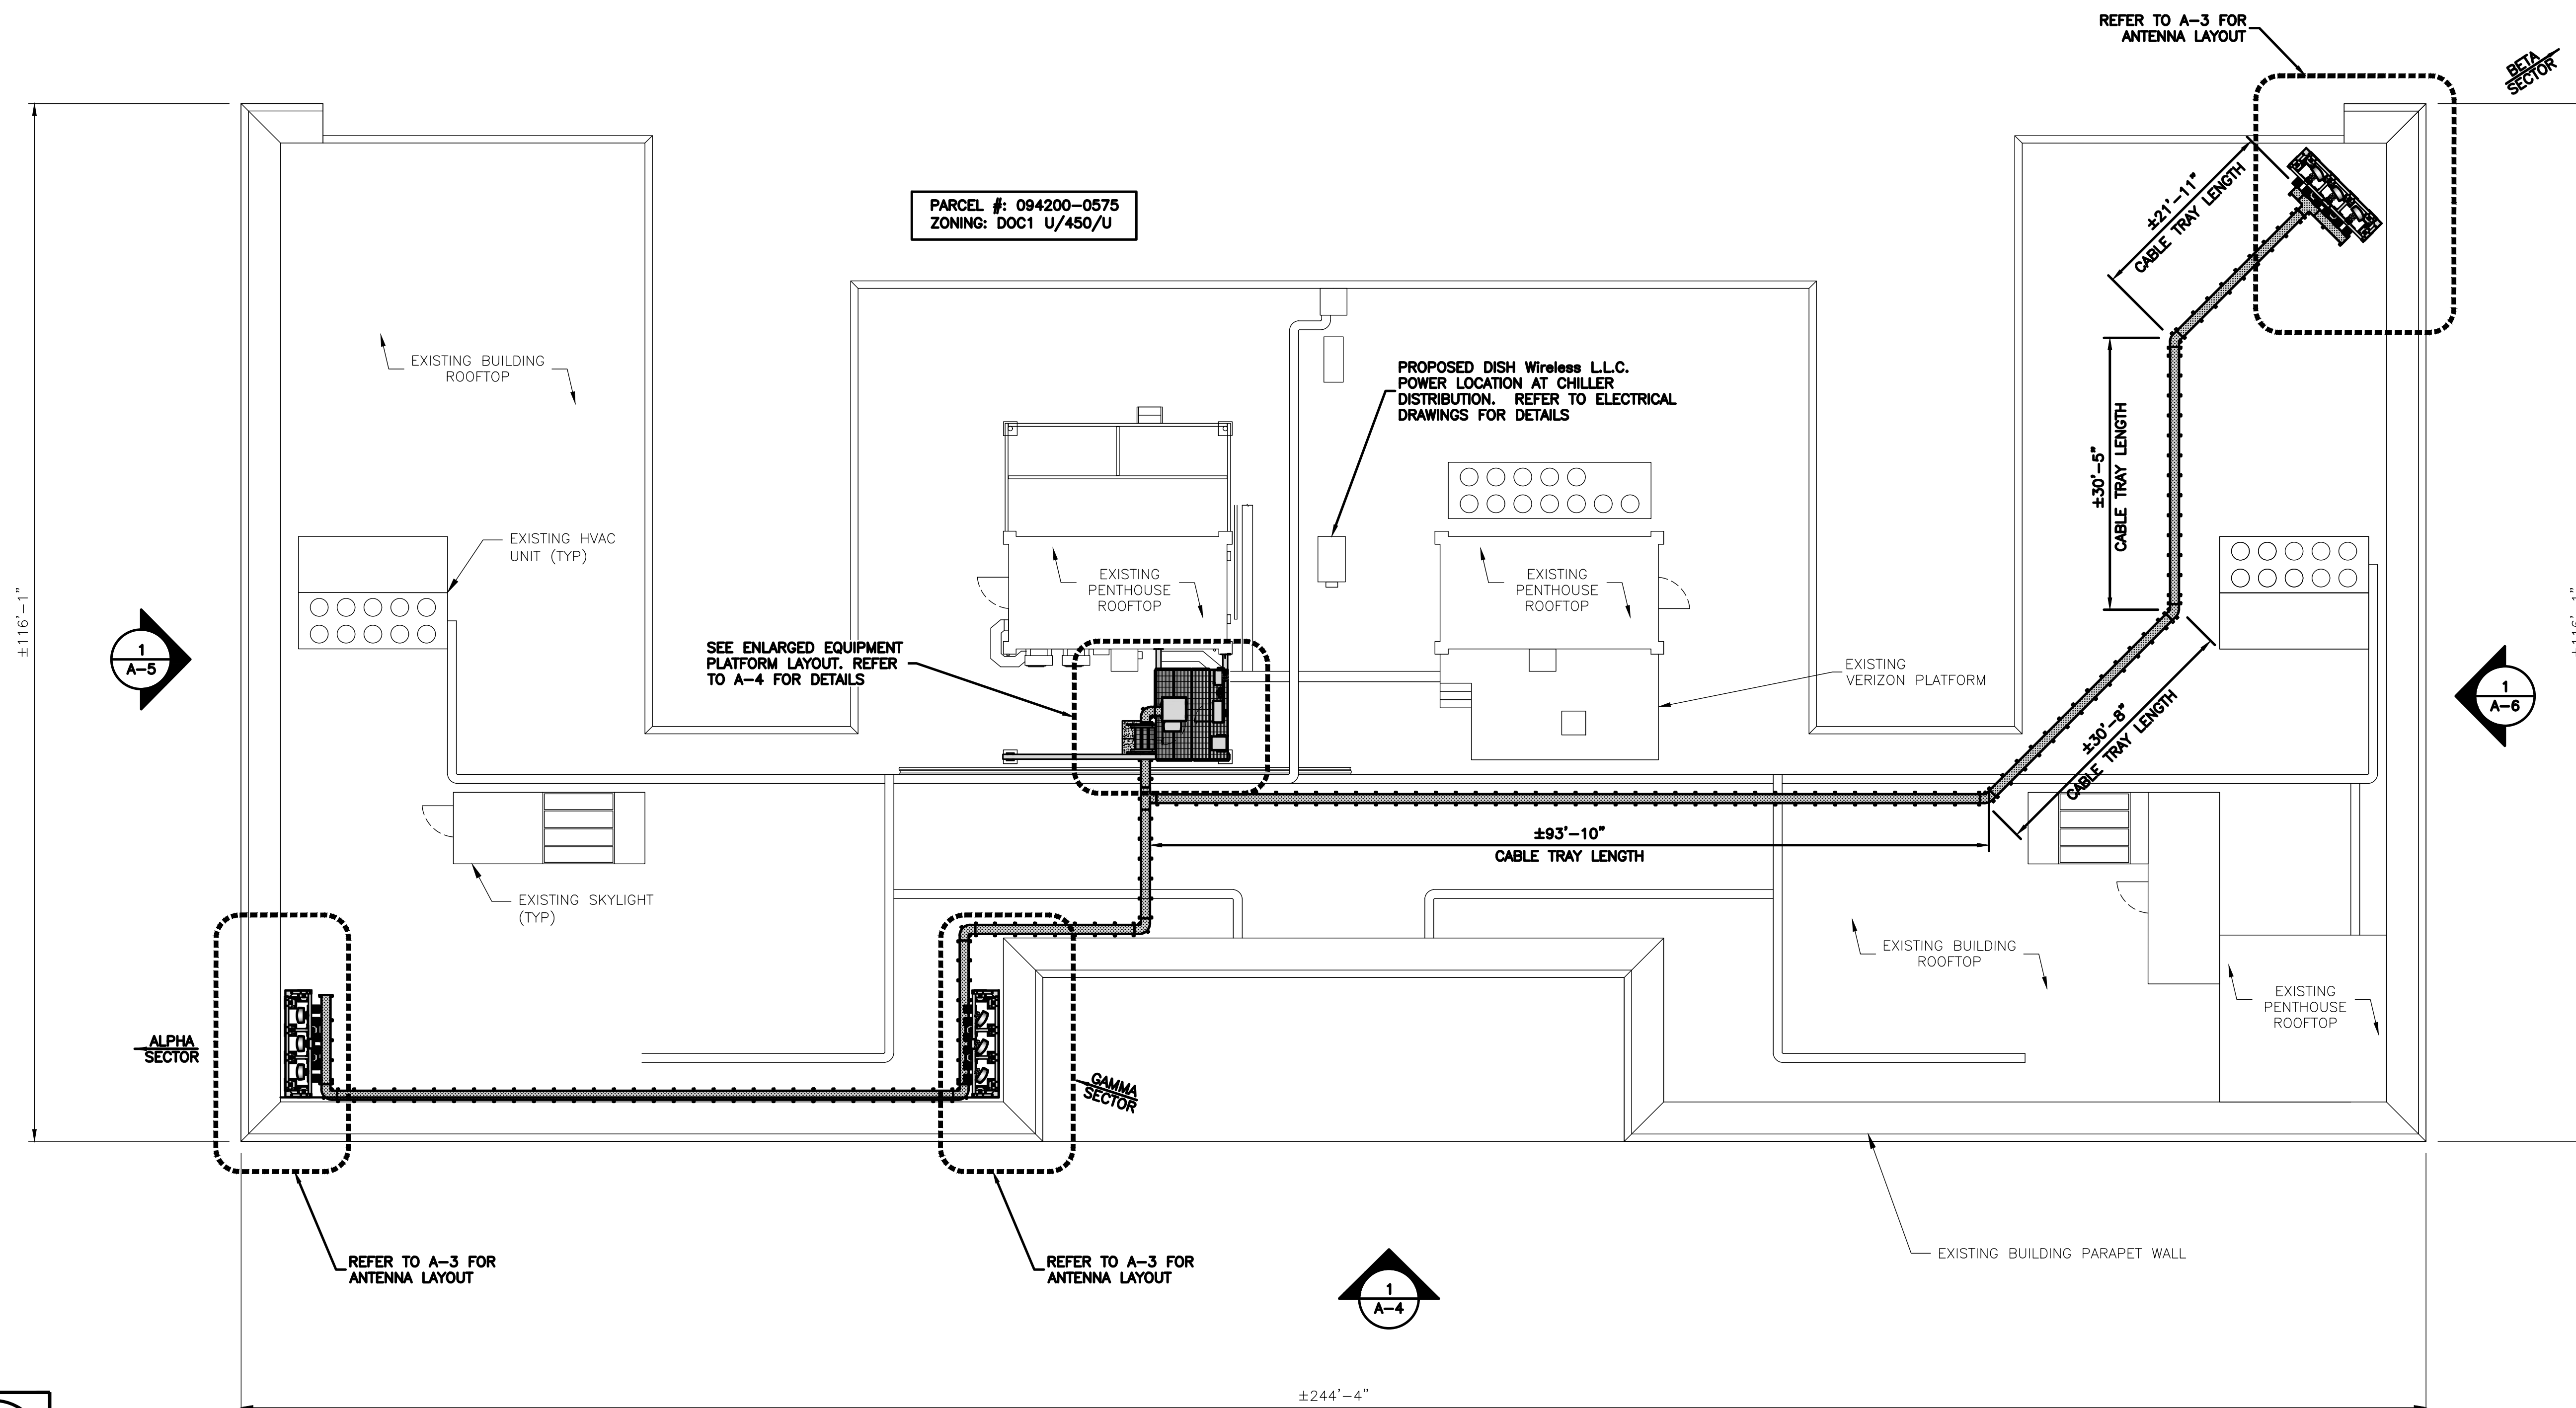 REFER TO A-3 FOR
ANTENNA LAYOUT
BETA
SECTOR
PARCEL #: 094200-0575
ZONING: DOC1 U/450/U
±21'-11"
CABLE TRAY LENGTH
EXISTING BUILDING
ROOFTOP
PROPOSED DISH Wireless L.L.C.
POWER LOCATION AT CHILLER
DISTRIBUTION. REFER TO ELECTRICAL
DRAWINGS FOR DETAILS
±30'-5"
CABLE TRAY LENGTH
EXISTING HVAC
UNIT (TYP)
EXISTING
PENTHOUSE
ROOFTOP
EXISTING
PENTHOUSE
ROOFTOP
±116'-1"
±116'-1"
1
A-5
SEE ENLARGED EQUIPMENT
PLATFORM LAYOUT. REFER
TO A-4 FOR DETAILS
EXISTING
VERIZON PLATFORM
1
A-6
±30'-8"
CABLE TRAY LENGTH
±93'-10"
CABLE TRAY LENGTH
EXISTING SKYLIGHT
(TYP)
EXISTING BUILDING
ROOFTOP
EXISTING
PENTHOUSE
ROOFTOP
ALPHA
SECTOR
GAMMA
SECTOR
REFER TO A-3 FOR
ANTENNA LAYOUT
REFER TO A-3 FOR
ANTENNA LAYOUT
EXISTING BUILDING PARAPET WALL
1
A-4
±244'-4"